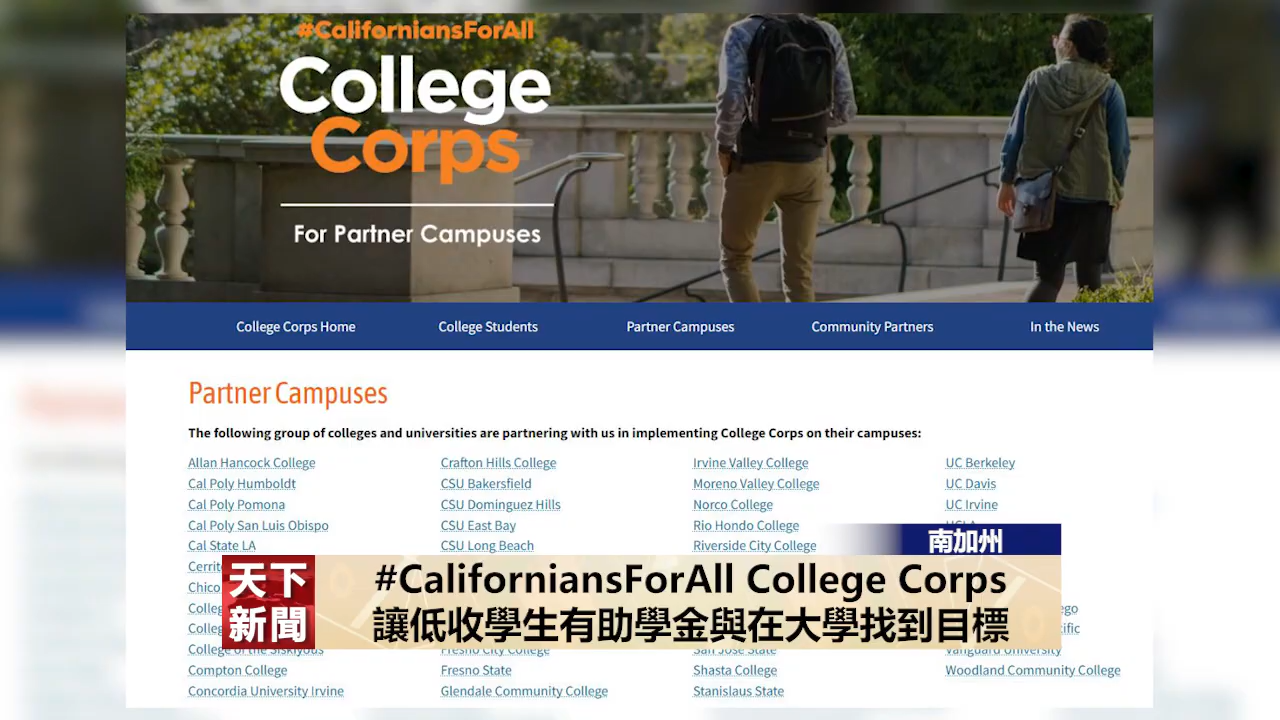 #CaliforniansForAll
College
Corps
For Partner Campuses
College Corps Home
College Students
Partner Campuses
Community Partners
In the News
Partner Campuses
The following group of colleges and universities are partnering with us in implementing College Corps on their campuses:
Allan Hancock College
Cal Poly Humboldt
Cal Poly Pomona
Cal Poly San Luis Obispo
Cal State LA
Chico
Compton College
Concordia University Irvine
Crafton Hills College
CSU Bakersfield
CSU Dominguez Hills
CSU East Bay
CSU Long Beach
Fresno City College
Fresno State
Glendale Community College
Irvine Valley College
Moreno Valley College
Norco College
Rio Hondo College
Riverside City College
San Jose State
Shasta College
Stanislaus State
UC Berkeley
UC Davis
UC Irvine
UCLA
Vanguard University
Woodland Community College
南加州
天下
新聞
#CaliforniansForAll College Corps
讓低收學生有助學金與在大學找到目標